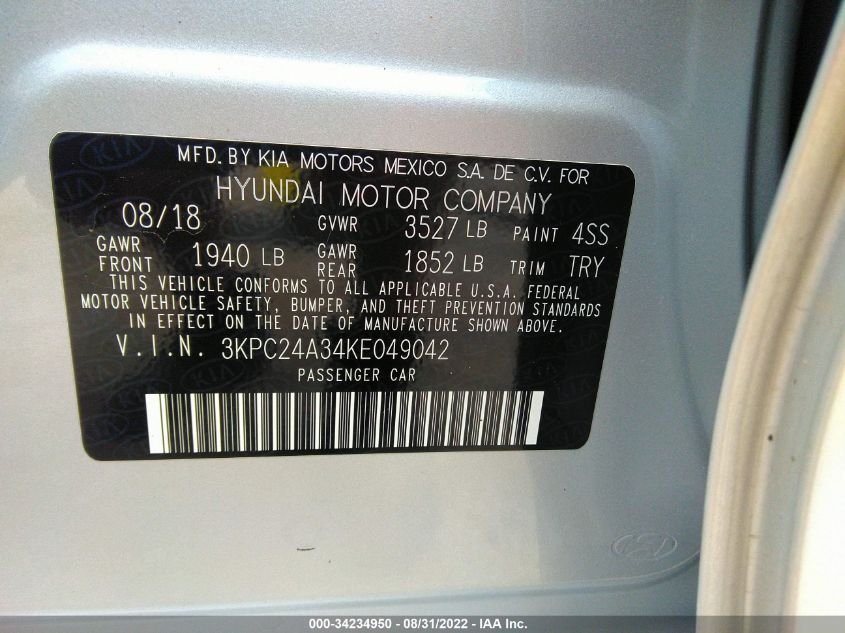 MFD. BY KIA MOTORS MEXICO S.A. DE C.V. FOR
HYUNDAI MOTOR COMPANY
08/18 GVWR 3527 LB PAINT 4SS
GAWR FRONT 1940 LB GAWR REAR 1852 LB TRIM TRY
THIS VEHICLE CONFORMS TO ALL APPLICABLE U.S.A. FEDERAL
MOTOR VEHICLE SAFETY, BUMPER, AND THEFT PREVENTION STANDARDS
IN EFFECT ON THE DATE OF MANUFACTURE SHOWN ABOVE.
V.I.N. 3KPC24A34KE049042
PASSENGER CAR
000-34234950 - 08/31/2022 - IAA Inc.